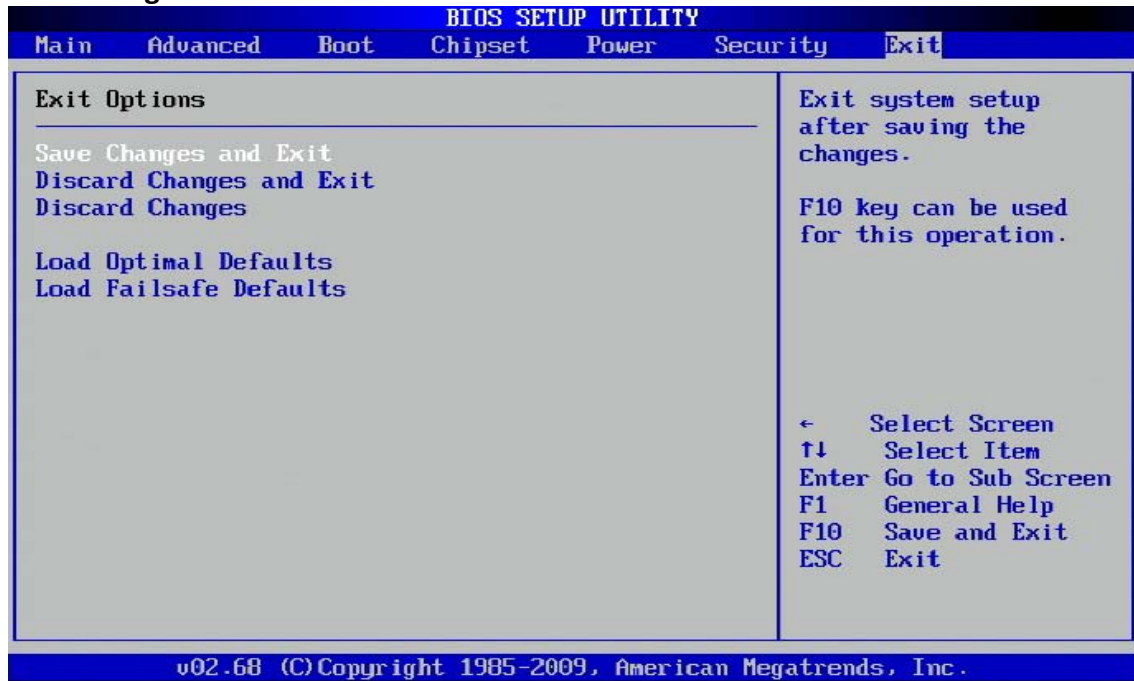 BIOS SETUP UTILITY
Main Advanced Boot Chipset Power Security Exit
Exit Options
Save Changes and Exit
Discard Changes and Exit
Discard Changes
Load Optimal Defaults
Load Failsafe Defaults
Exit system setup
after saving the
changes.
F10 key can be used
for this operation.
← Select Screen
↑↓ Select Item
Enter Go to Sub Screen
F1 General Help
F10 Save and Exit
ESC Exit
v02.68 (C)Copyright 1985-2009, American Megatrends, Inc.